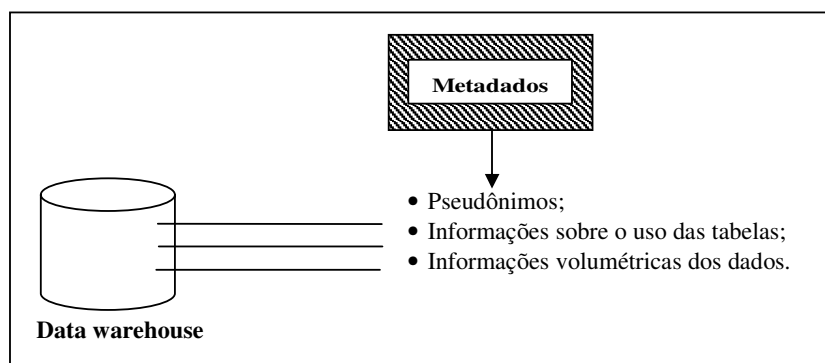 Metadados
• Pseudônimos;
• Informações sobre o uso das tabelas;
• Informações volumétricas dos dados.
Data warehouse